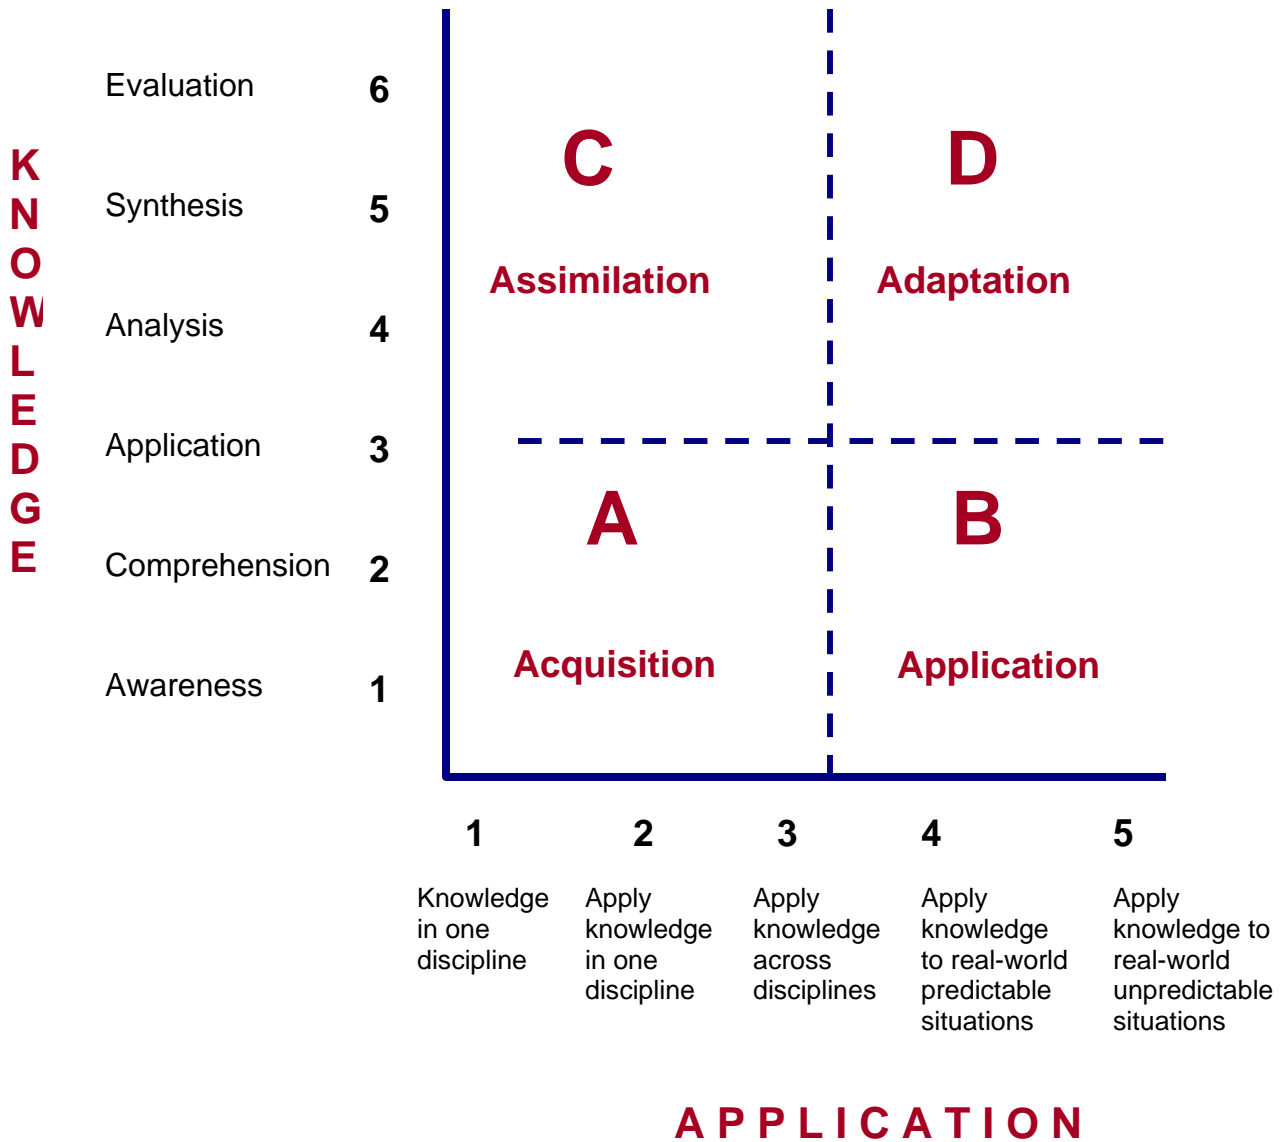 KNOWLEDGE
Evaluation 6
Synthesis 5
Analysis 4
Application 3
Comprehension 2
Awareness 1
C D
Assimilation Adaptation
A B
Acquisition Application
1 2 3 4 5
Knowledge
in one
discipline
Apply
knowledge
in one
discipline
Apply
knowledge
across
disciplines
Apply
knowledge
to real-world
predictable
situations
Apply
knowledge to
real-world
unpredictable
situations
APPLICATION